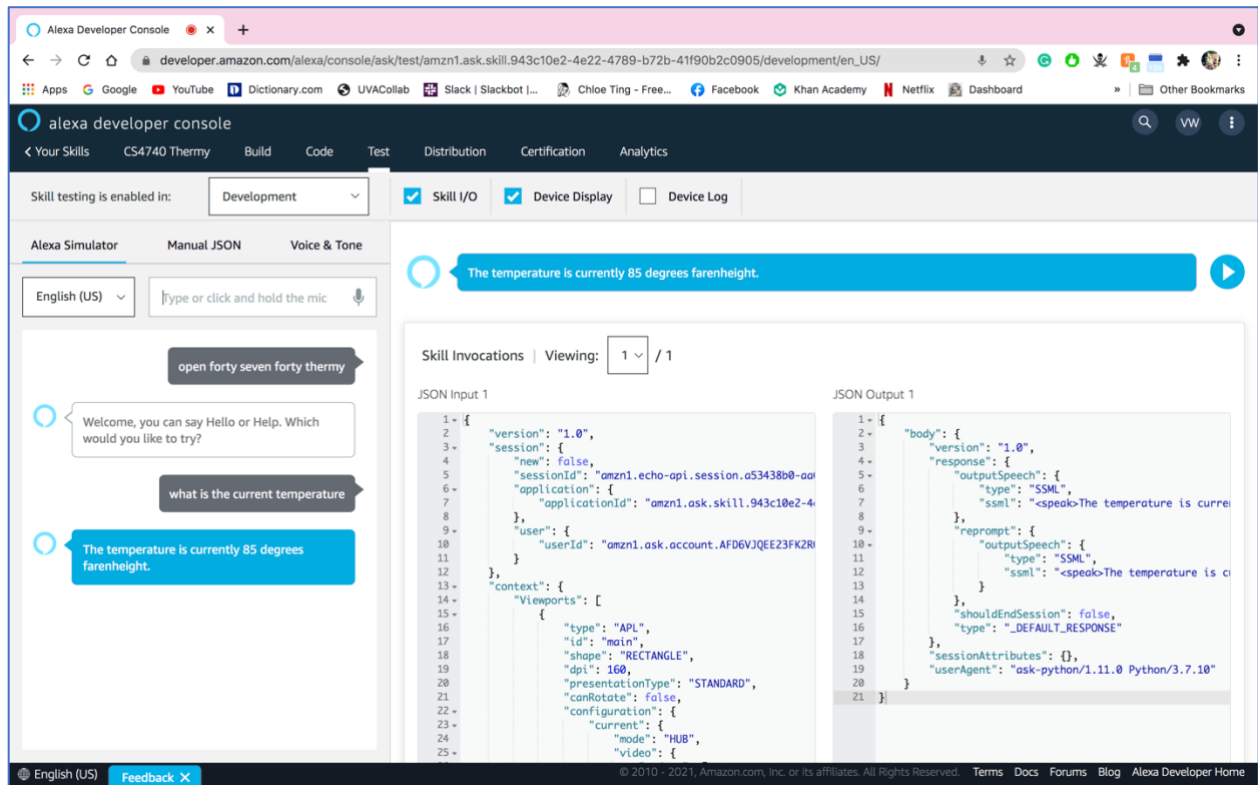 Alexa Developer Console
developer.amazon.com/alexa/console/ask/test/amzn1.ask.skill.943c10e2-4e22-4789-b72b-41f90b2c0905/development/en_US/
Apps Google YouTube Dictionary.com UVACollab Slack | Slackbot |... Chloe Ting - Free... Facebook Khan Academy Netflix Dashboard » Other Bookmarks
alexa developer console VW
< Your Skills CS4740 Thermy Build Code Test Distribution Certification Analytics
Skill testing is enabled in: Development Skill I/O Device Display Device Log
Alexa Simulator Manual JSON Voice & Tone
English (US) Type or click and hold the mic
open forty seven forty thermy
Welcome, you can say Hello or Help. Which
would you like to try?
what is the current temperature
The temperature is currently 85 degrees
farenheight.
The temperature is currently 85 degrees farenheight.
Skill Invocations | Viewing: 1 / 1
JSON Input 1
1 {
2 "version": "1.0",
3 "session": {
4 "new": false,
5 "sessionId": "amzn1.echo-api.session.a53438b0-aa
6 "application": {
7 "applicationId": "amzn1.ask.skill.943c10e2-4
8 },
9 "user": {
10 "userId": "amzn1.ask.account.AFD6VJQEE23FK2R
11 }
12 },
13 "context": {
14 "Viewports": [
15 {
16 "type": "APL",
17 "id": "main",
18 "shape": "RECTANGLE",
19 "dpi": 160,
20 "presentationType": "STANDARD",
21 "canRotate": false,
22 "configuration": {
23 "current": {
24 "mode": "HUB",
25 "video": {
JSON Output 1
1 {
2 "body": {
3 "version": "1.0",
4 "response": {
5 "outputSpeech": {
6 "type": "SSML",
7 "ssml": "<speak>The temperature is curre
8 },
9 "reprompt": {
10 "outputSpeech": {
11 "type": "SSML",
12 "ssml": "<speak>The temperature is c
13 }
14 },
15 "shouldEndSession": false,
16 "type": "_DEFAULT_RESPONSE"
17 },
18 "sessionAttributes": {},
19 "userAgent": "ask-python/1.11.0 Python/3.7.10"
20 }
21 }
English (US) Feedback © 2010 - 2021, Amazon.com, Inc. or its affiliates. All Rights Reserved. Terms Docs Forums Blog Alexa Developer Home